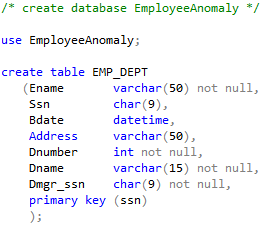 /* create database EmployeeAnomaly */
use EmployeeAnomaly;
create table EMP_DEPT
(Ename varchar(50) not null,
Ssn char(9),
Bdate datetime,
Address varchar(50),
Dnumber int not null,
Dname varchar(15) not null,
Dmgr_ssn char(9) not null,
primary key (ssn)
);